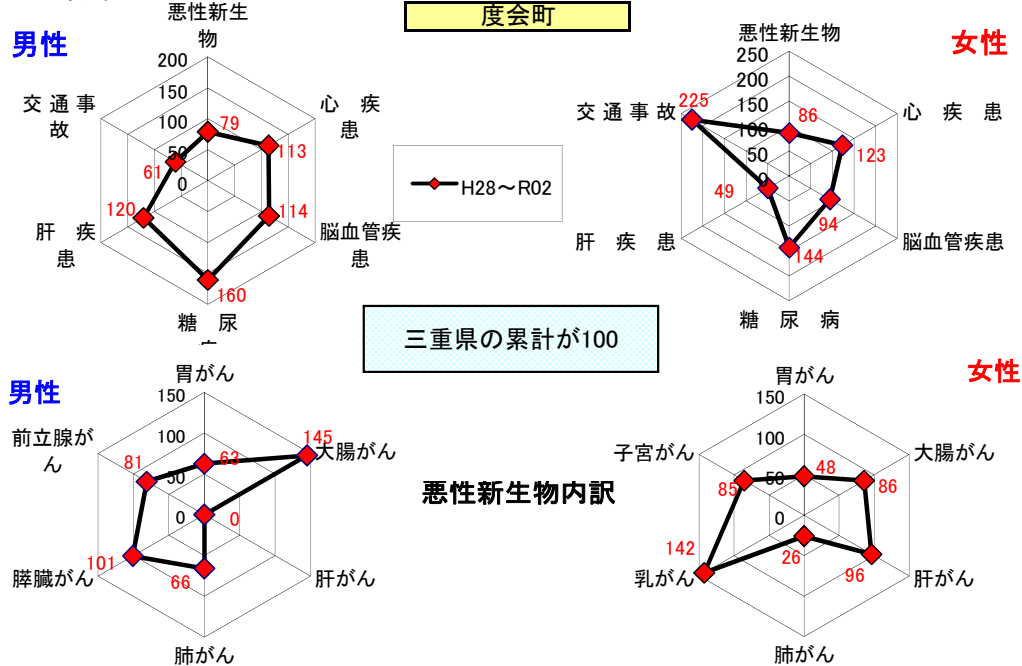 度会町
男性
悪性新生
物
200
150
100
50
0
79
心 疾
患
113
脳血管疾
患
114
糖 尿
160
肝 疾
患
120
交 通 事
故
61
H28～R02
女性
悪性新生物
250
200
150
100
50
0
86
心 疾 患
123
脳血管疾患
94
糖 尿 病
144
肝 疾 患
49
交 通 事 故
225
三重県の累計が100
男性
胃がん
150
100
50
0
63
大腸がん
145
肝がん
0
肺がん
66
膵臓がん
101
前立腺が
ん
81
悪性新生物内訳
女性
胃がん
150
100
50
0
48
大腸がん
86
肝がん
96
肺がん
26
乳がん
142
子宮がん
85